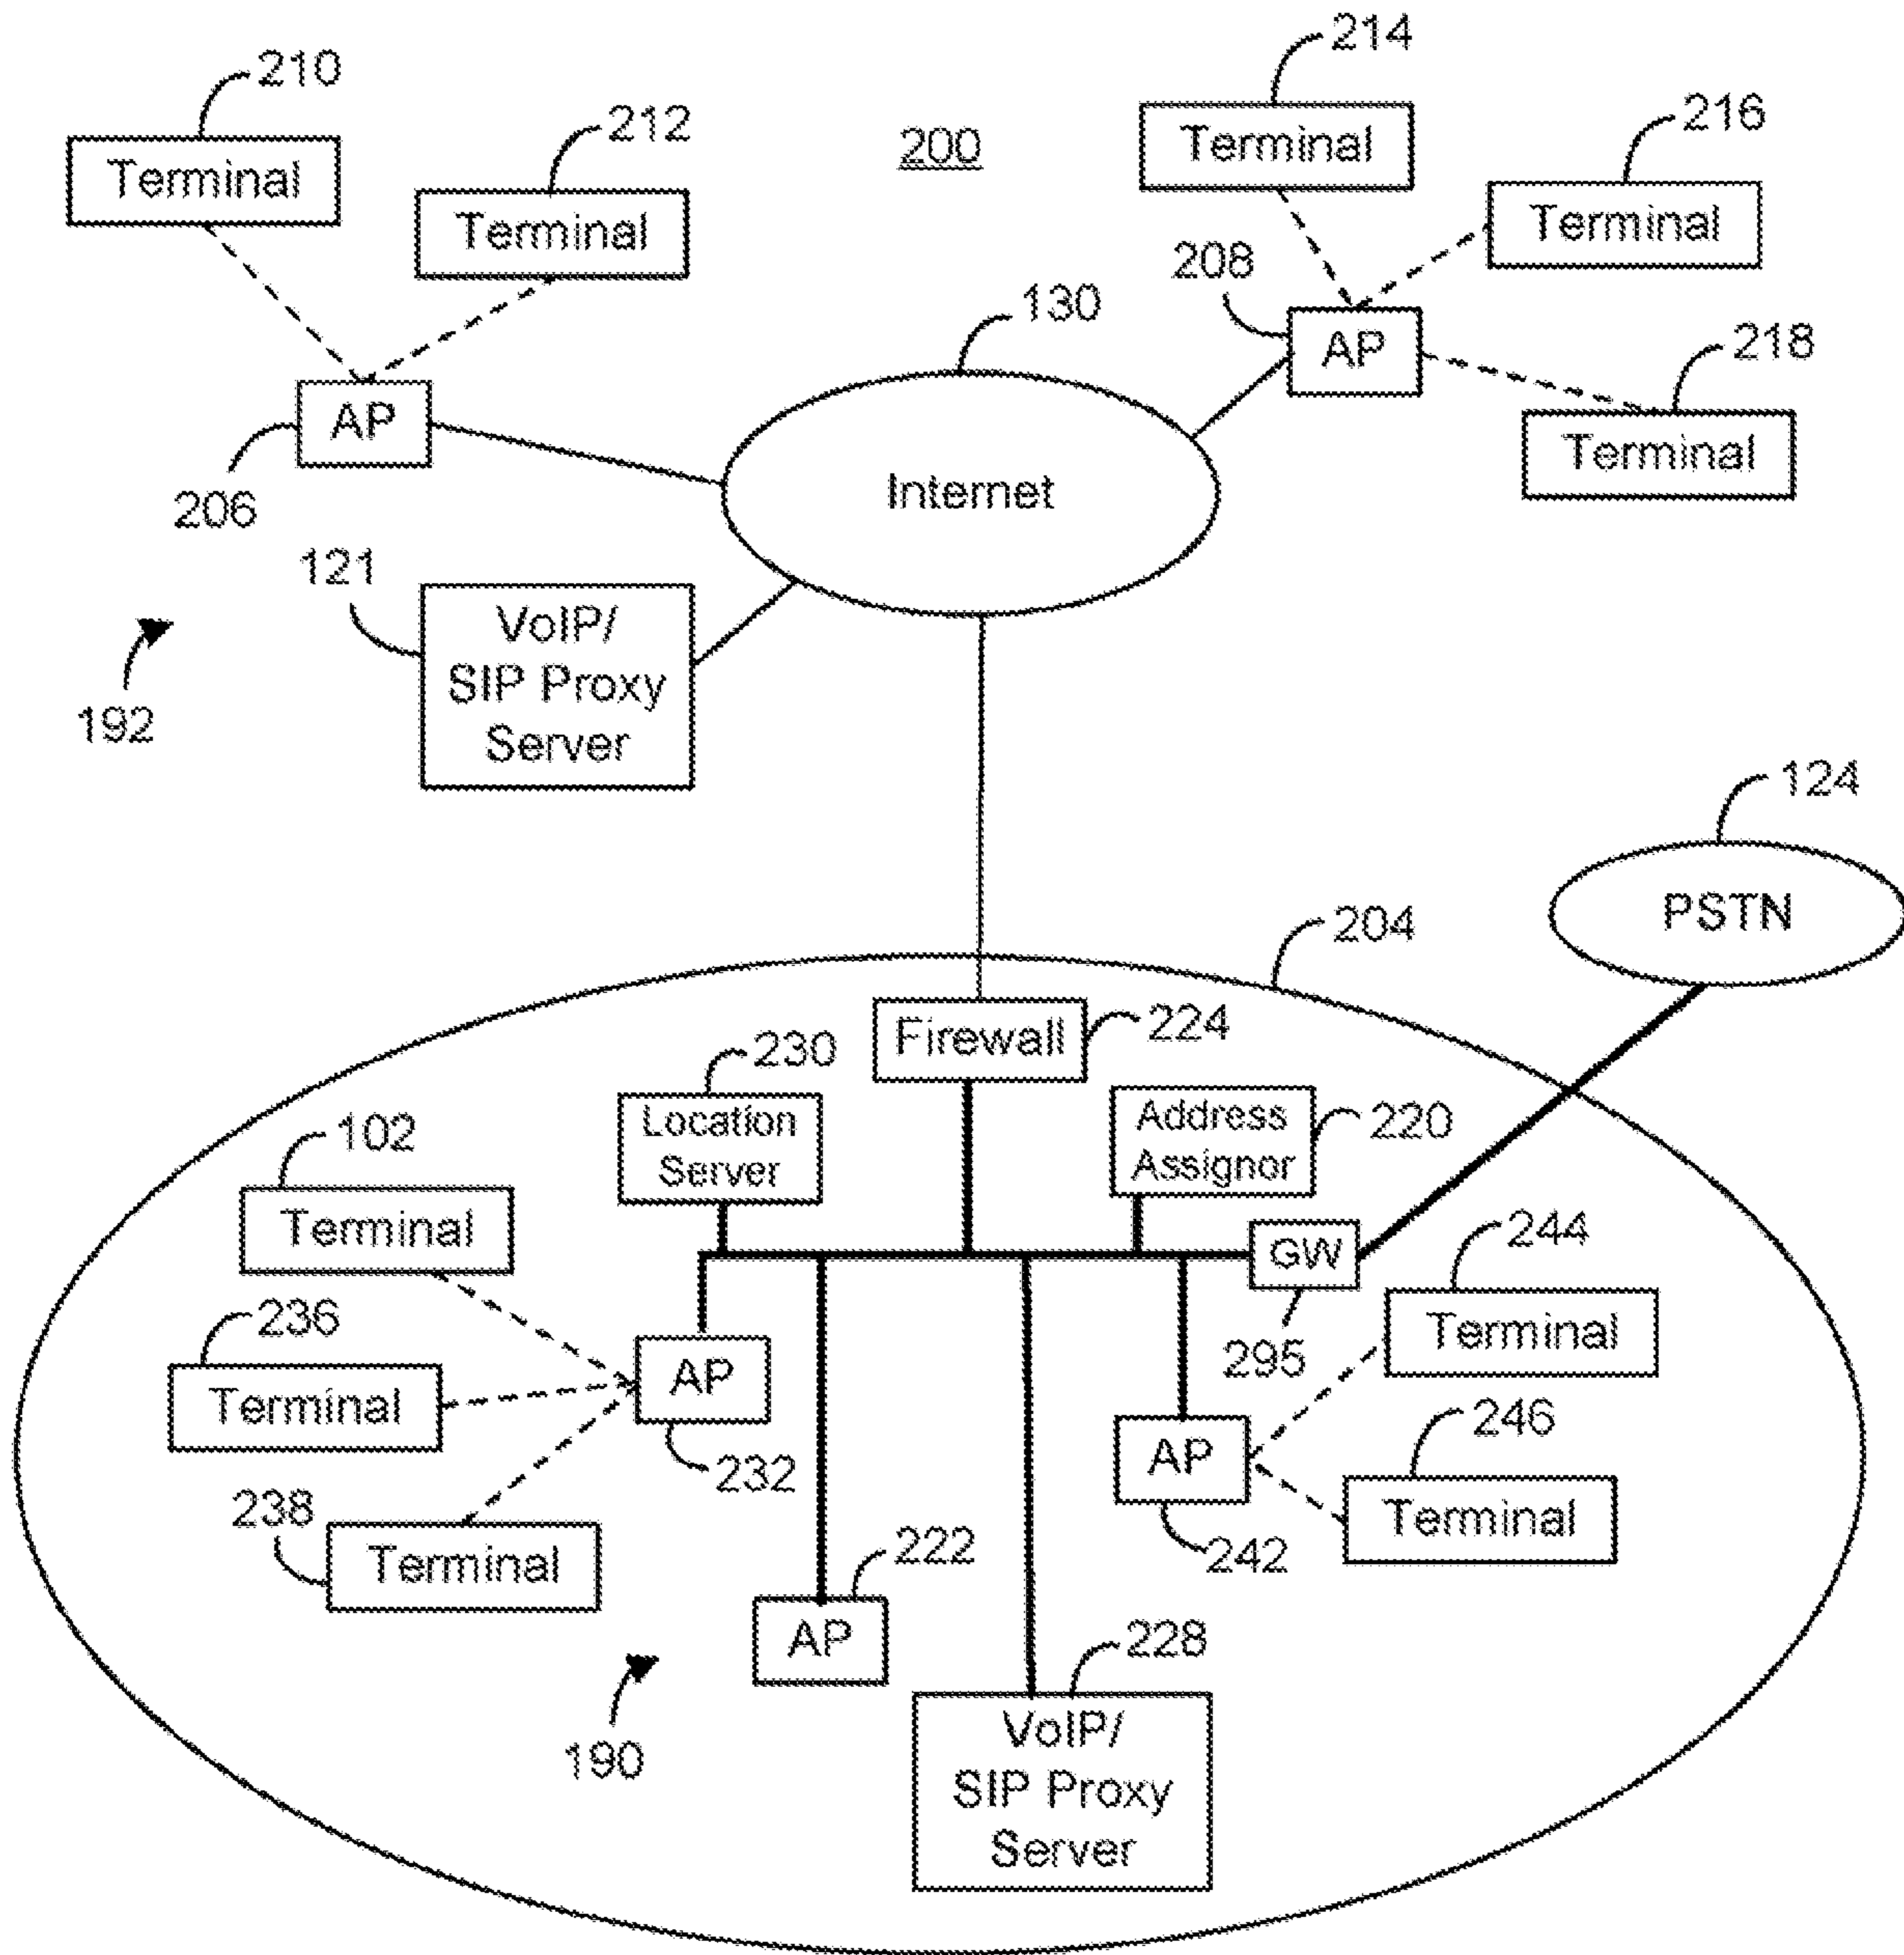 210
Terminal
212
Terminal
200
214
Terminal
216
Terminal
208
AP
218
Terminal
130
Internet
AP
206
121
VoIP/
SIP Proxy
Server
192
124
PSTN
204
Firewall
224
230
Location
Server
Address
Assignor
220
102
Terminal
GW
295
244
Terminal
236
Terminal
AP
232
246
Terminal
AP
242
238
Terminal
222
AP
190
228
VoIP/
SIP Proxy
Server